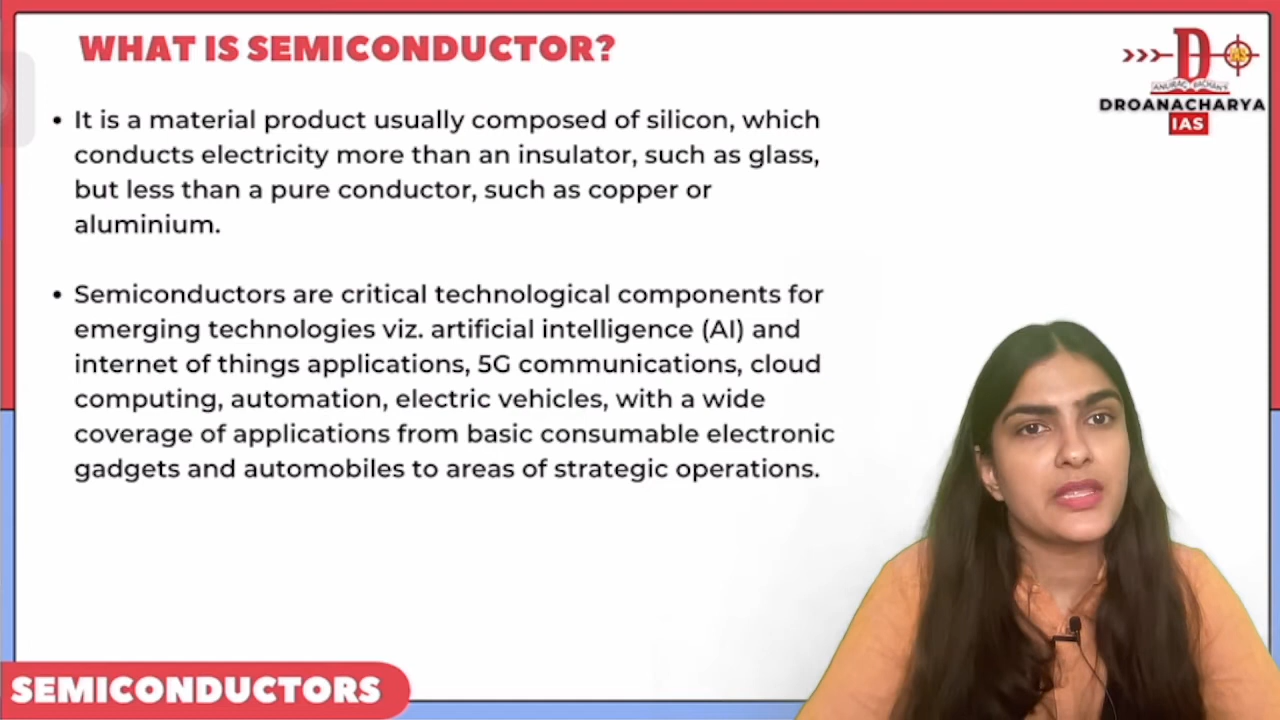 WHAT IS SEMICONDUCTOR?
• It is a material product usually composed of silicon, which
conducts electricity more than an insulator, such as glass,
but less than a pure conductor, such as copper or
aluminium.
• Semiconductors are critical technological components for
emerging technologies viz. artificial intelligence (AI) and
internet of things applications, 5G communications, cloud
computing, automation, electric vehicles, with a wide
coverage of applications from basic consumable electronic
gadgets and automobiles to areas of strategic operations.
D
ANURAG BACHAN'S
DROANACHARYA
IAS
SEMICONDUCTORS